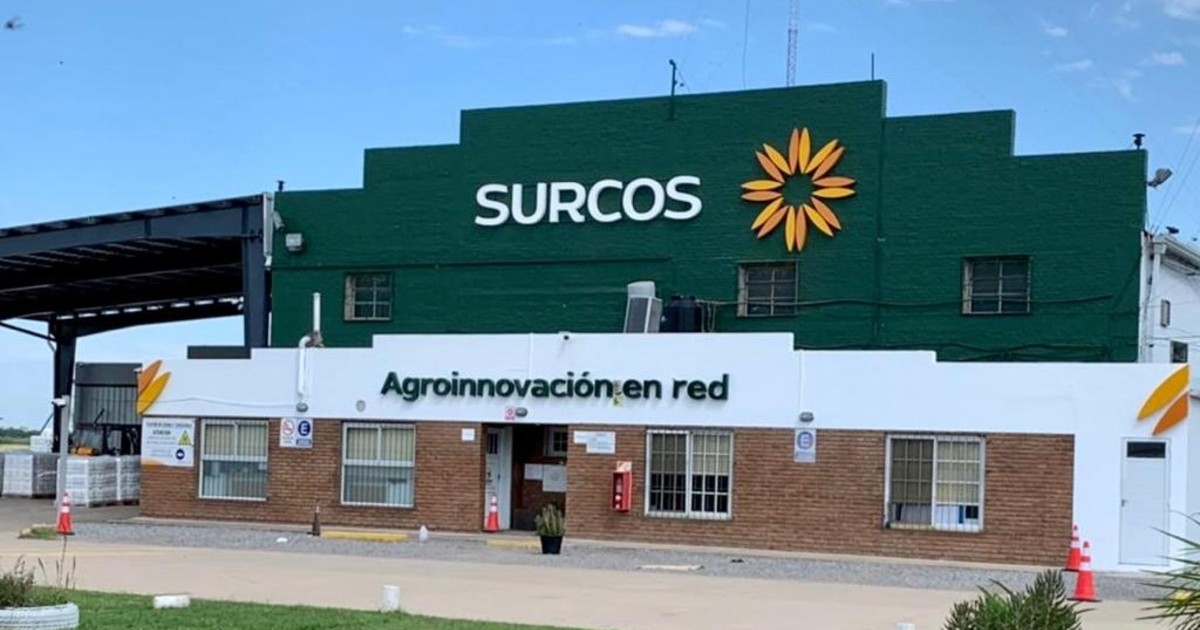 SURCOS
Agroinnovación en red
E
E